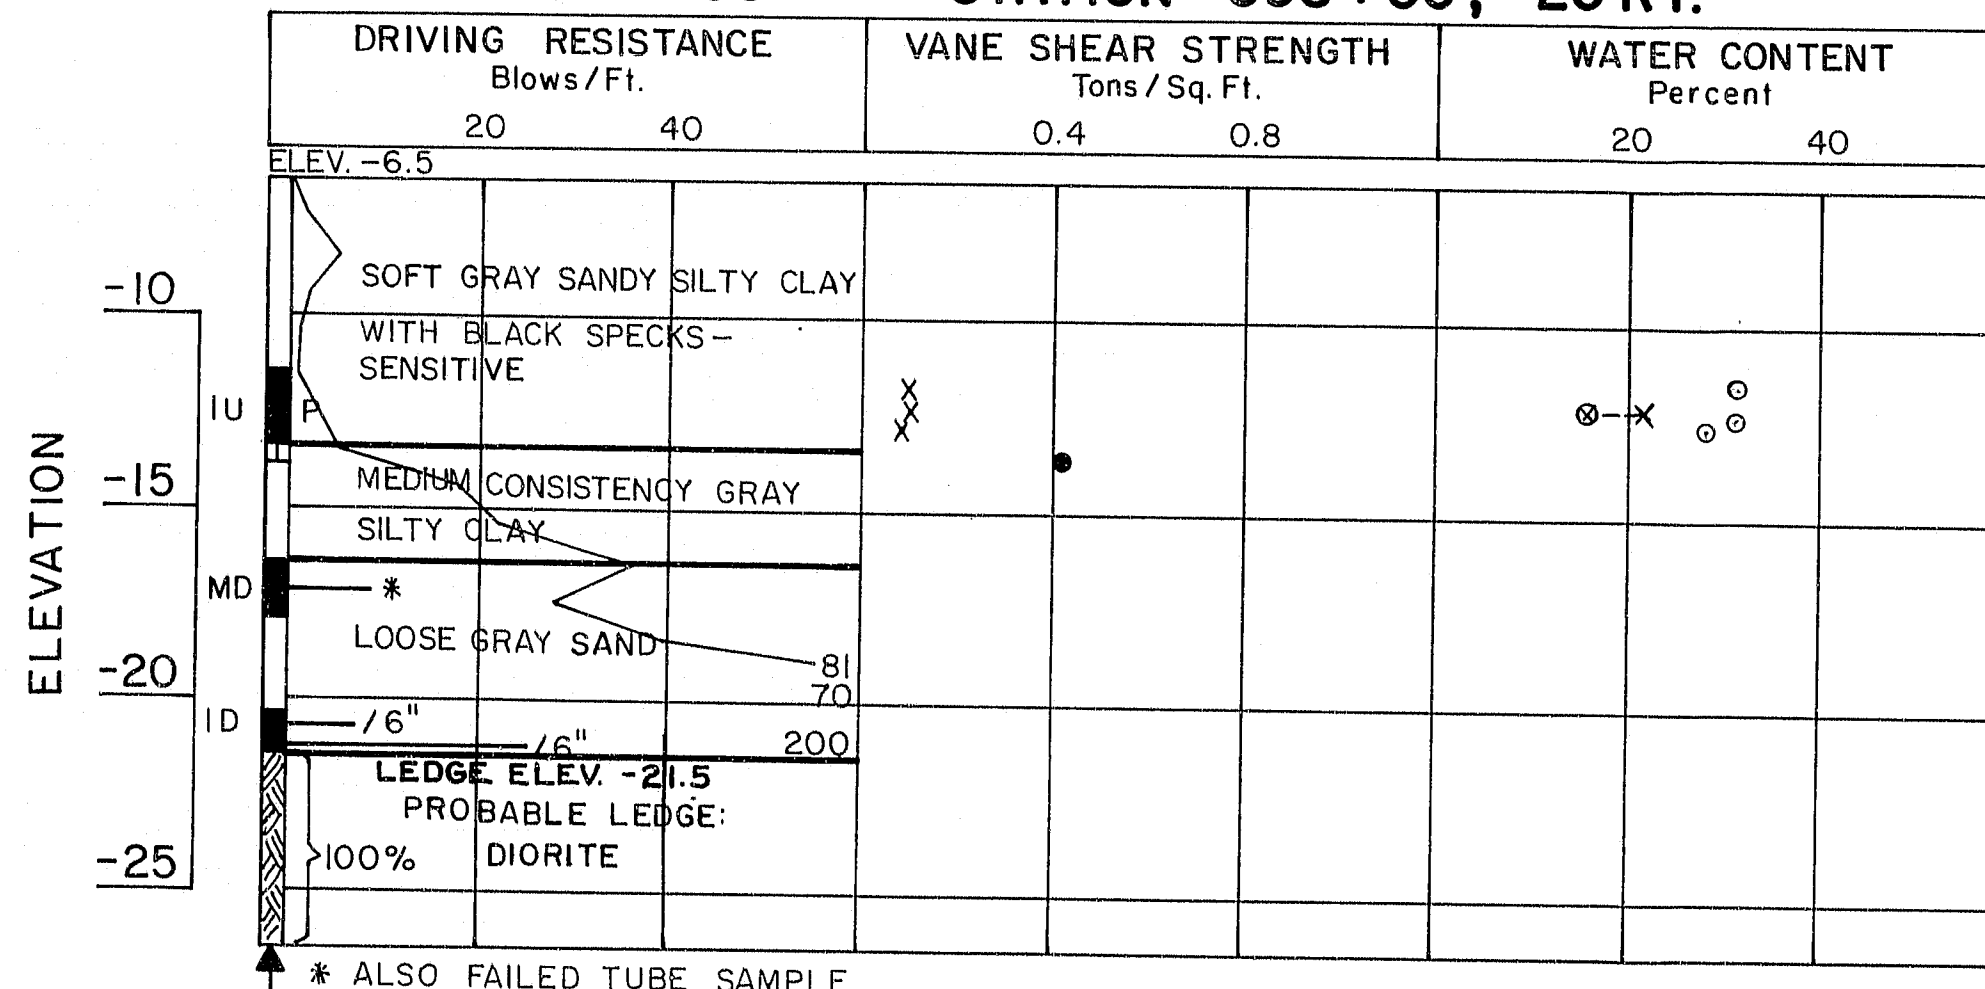 DRIVING RESISTANCE
Blows/Ft.
20 40
VANE SHEAR STRENGTH
Tons/Sq. Ft.
0.4 0.8
WATER CONTENT
Percent
20 40
ELEV. -6.5
ELEVATION
-10
-15
-20
-25
SOFT GRAY SANDY SILTY CLAY
WITH BLACK SPECKS-
SENSITIVE
IU P
MEDIUM CONSISTENCY GRAY
SILTY CLAY
MD *
LOOSE GRAY SAND
81
70
ID /6"
/6" 200
LEDGE ELEV. -21.5
PROBABLE LEDGE:
100% DIORITE
* ALSO FAILED TUBE SAMPLE